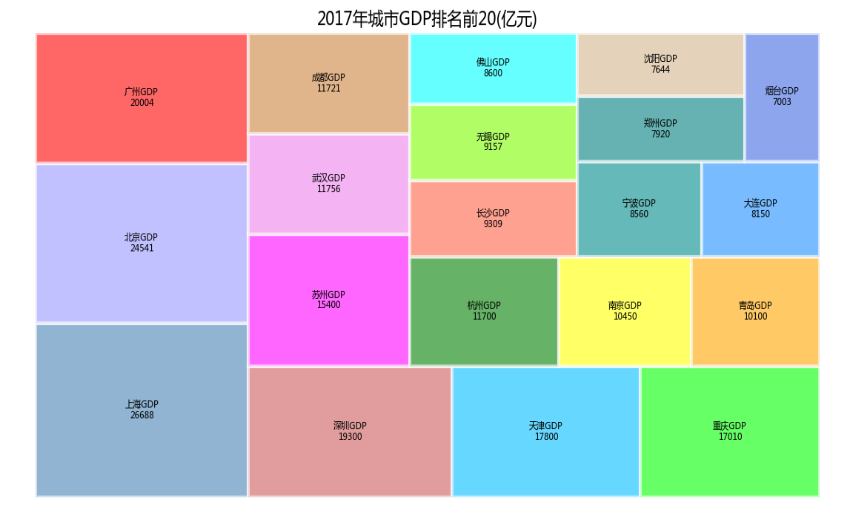 2017年城市GDP排名前20(亿元)
广州GDP
20004
北京GDP
24541
上海GDP
26688
成都GDP
11721
武汉GDP
11756
苏州GDP
15400
深圳GDP
19300
天津GDP
17800
重庆GDP
17010
佛山GDP
8600
无锡GDP
9157
长沙GDP
9309
杭州GDP
11700
南京GDP
10450
青岛GDP
10100
沈阳GDP
7644
郑州GDP
7920
宁波GDP
8560
大连GDP
8150
烟台GDP
7003